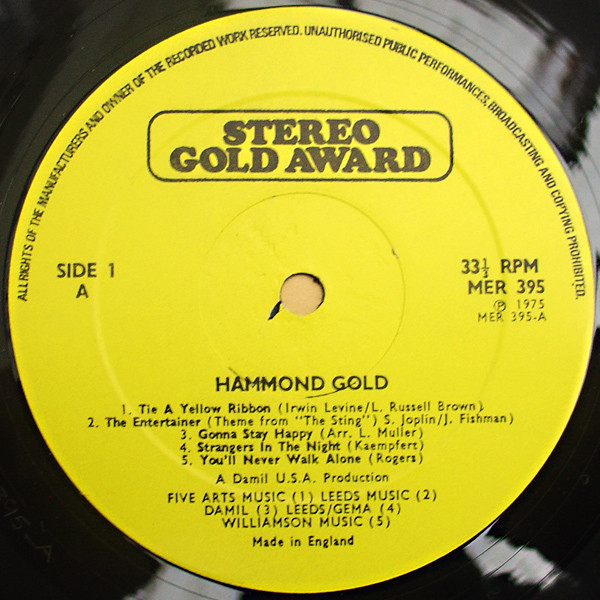 ALL RIGHTS OF THE MANUFACTURERS AND OWNER OF THE RECORDED WORK RESERVED. UNAUTHORISED PUBLIC PERFORMANCES, BROADCASTING AND COPYING PROHIBITED.
STEREO
GOLD AWARD
SIDE 1
A
33⅓ RPM
MER 395
℗ 1975
MER 395-A
HAMMOND GOLD
1. Tie A Yellow Ribbon (Irwin Levine/L. Russell Brown)
2. The Entertainer (Theme from "The Sting") S. Joplin/J. Fishman)
3. Gonna Stay Happy (Arr. L. Muller)
4. Strangers In The Night (Kaempfert)
5. You'll Never Walk Alone (Rogers)
A Damil U.S.A. Production
FIVE ARTS MUSIC (1) LEEDS MUSIC (2)
DAMIL (3) LEEDS/GEMA (4)
WILLIAMSON MUSIC (5)
Made in England